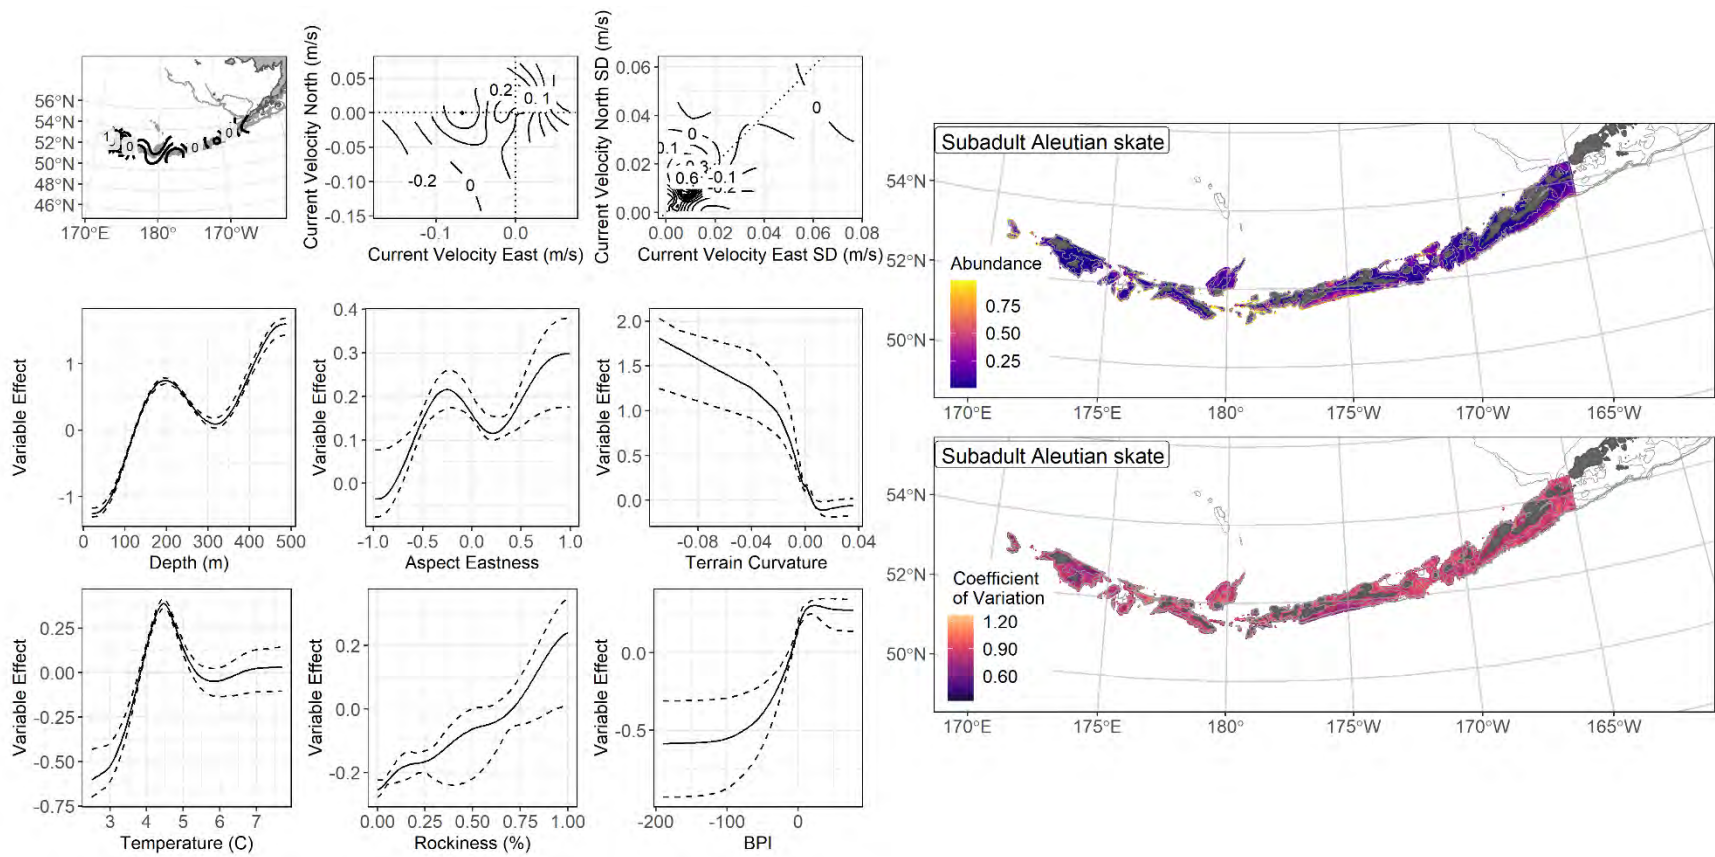 56°N
54°N
52°N
50°N
48°N
46°N
170°E
180°
170°W
1
0
0
0
0
Current Velocity North (m/s)
0.05
0.00
-0.05
-0.10
-0.15
-0.1
0.0
0.2
0.1
-0.2
0
Current Velocity East (m/s)
Current Velocity North SD (m/s)
0.06
0.04
0.02
0.00
0.00
0.02
0.04
0.06
0.08
0
0
0.6
-0.1
Current Velocity East SD (m/s)
Variable Effect
1
0
-1
0
100
200
300
400
500
Depth (m)
Variable Effect
0.4
0.3
0.2
0.1
0.0
-1.0
-0.5
0.0
0.5
1.0
Aspect Eastness
Variable Effect
2.0
1.5
1.0
0.5
0.0
-0.08
-0.04
0.00
0.04
Terrain Curvature
Variable Effect
0.25
0.00
-0.25
-0.50
-0.75
3
4
5
6
7
Temperature (C)
Variable Effect
0.2
0.0
-0.2
0.00
0.25
0.50
0.75
1.00
Rockiness (%)
Variable Effect
0.0
-0.5
-200
-100
0
BPI
Subadult Aleutian skate
54°N
52°N
50°N
Abundance
0.75
0.50
0.25
170°E
175°E
180°
175°W
170°W
165°W
Subadult Aleutian skate
54°N
52°N
50°N
Coefficient
of Variation
1.20
0.90
0.60
170°E
175°E
180°
175°W
170°W
165°W